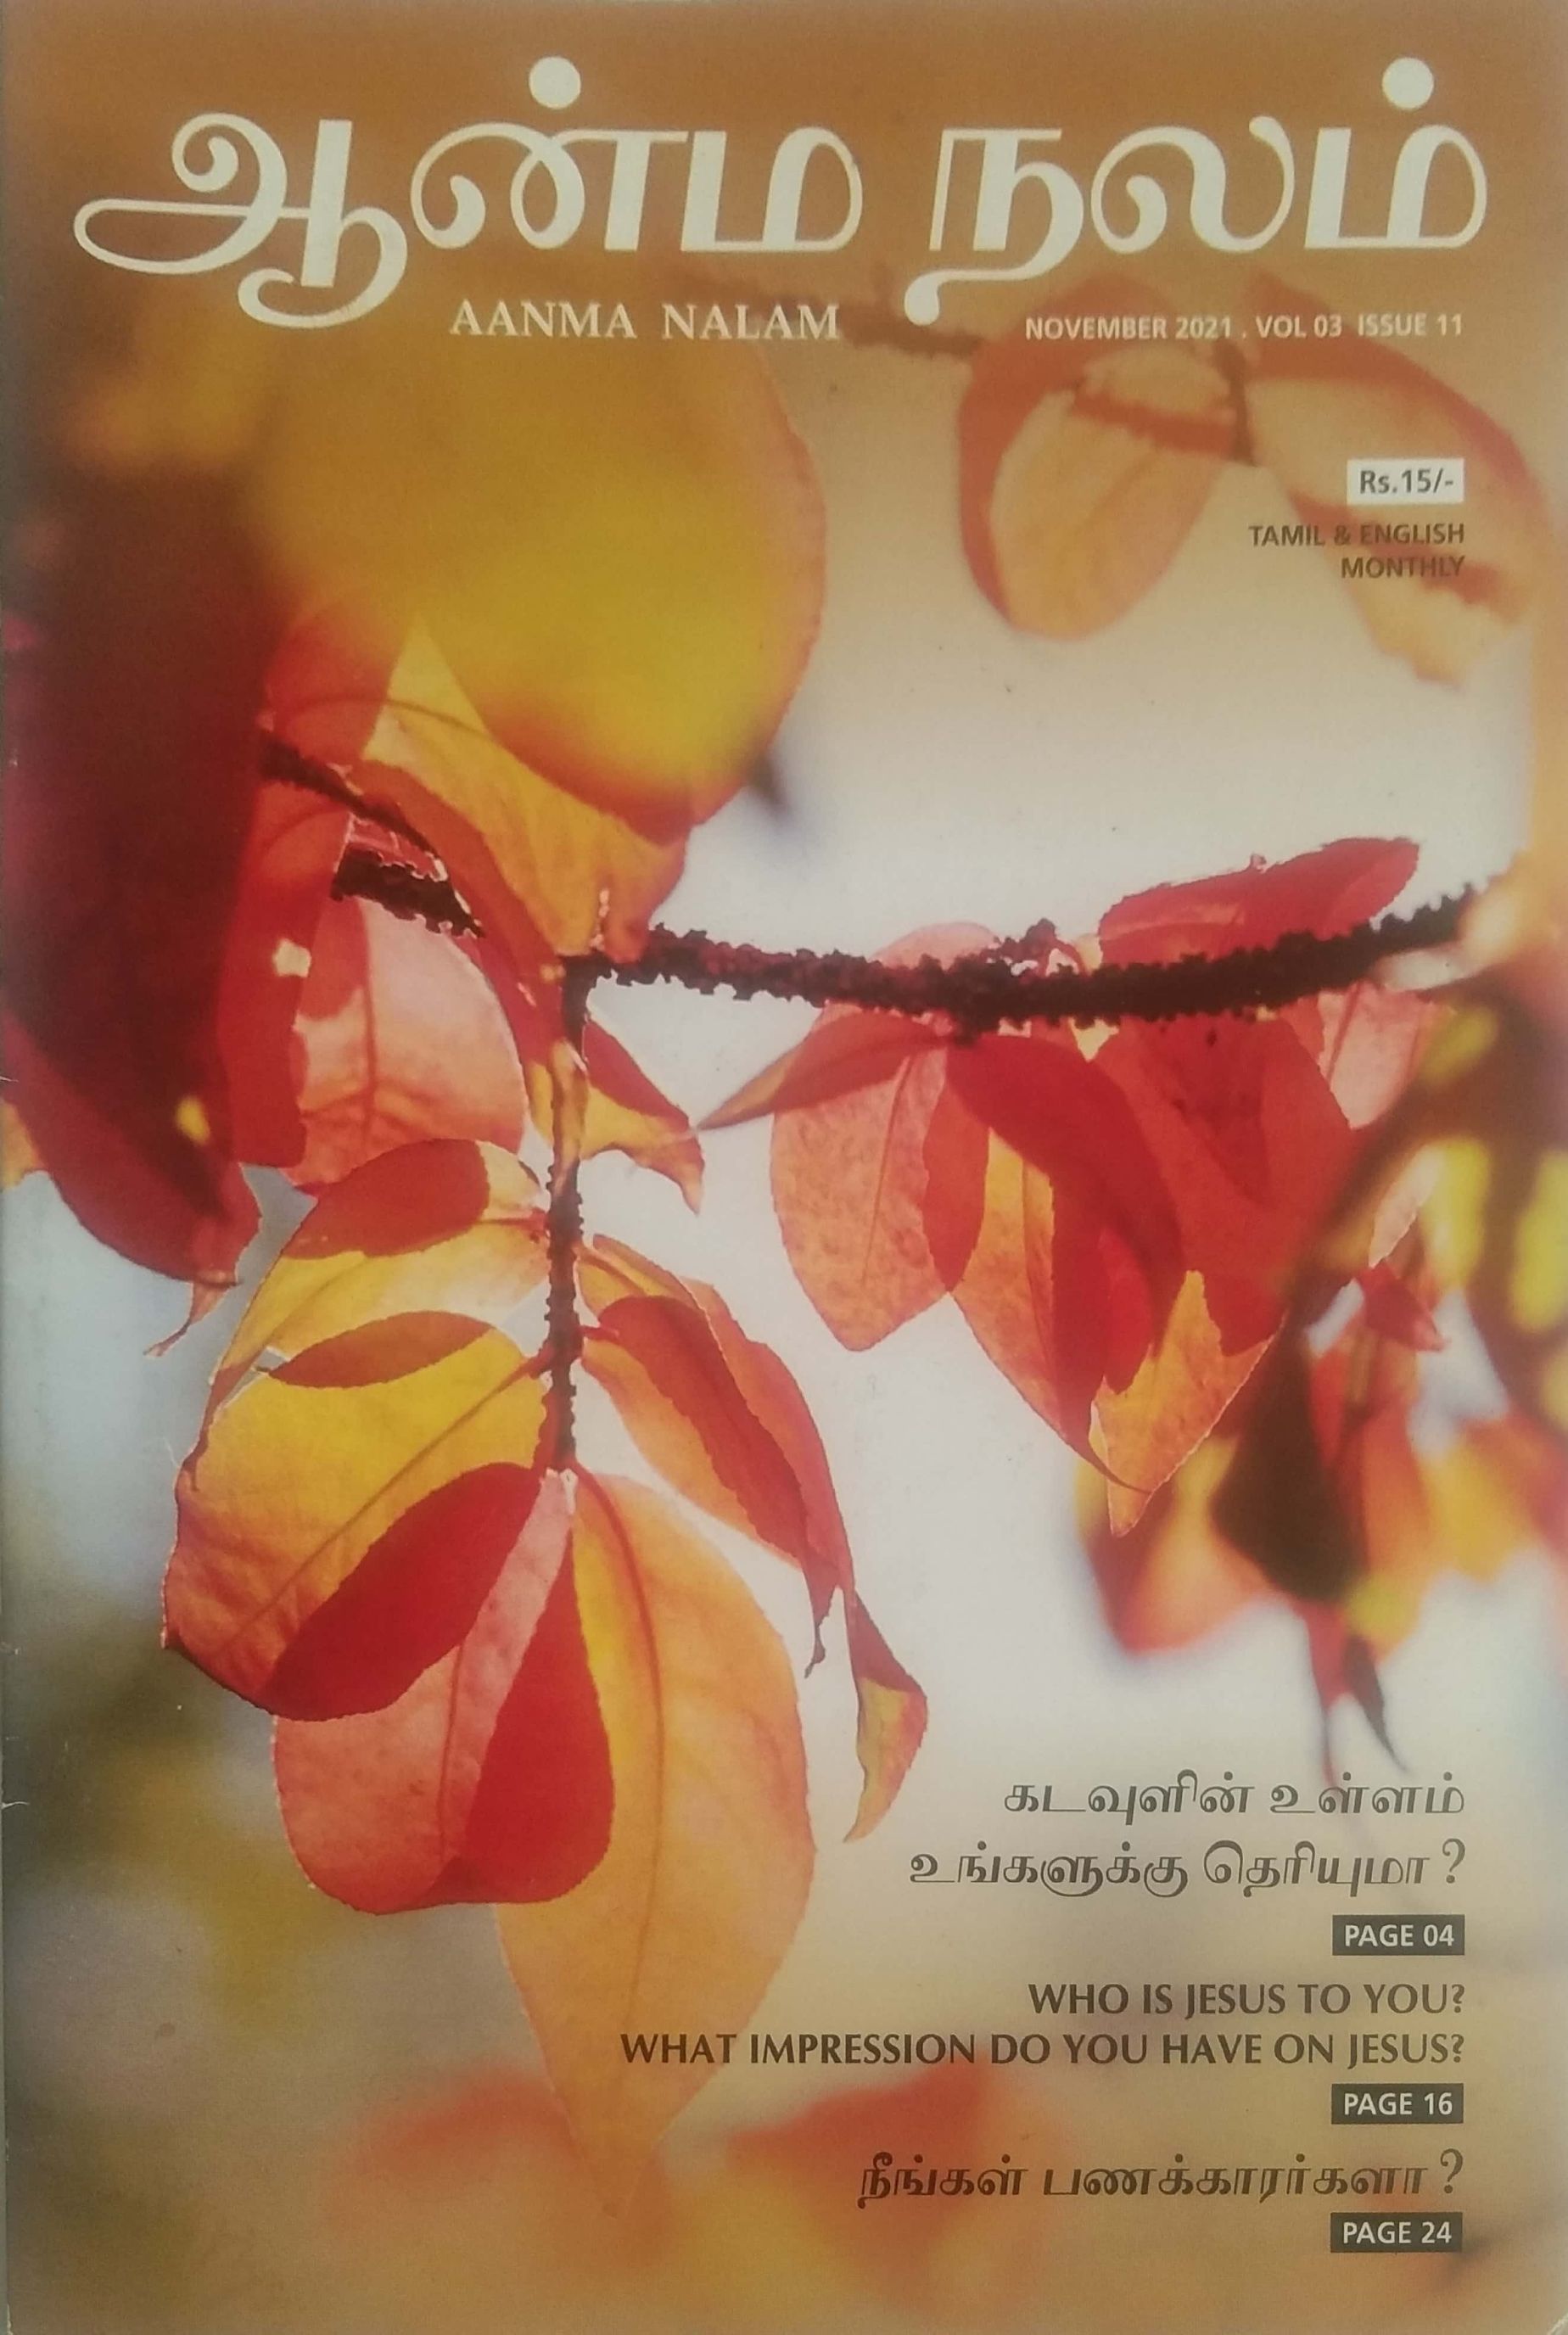 ஆன்ம நலம்
AANMA NALAM
NOVEMBER 2021 . VOL 03 ISSUE 11
Rs.15/-
TAMIL & ENGLISH
MONTHLY
கடவுளின் உள்ளம்
உங்களுக்கு தெரியுமா ?
PAGE 04
WHO IS JESUS TO YOU?
WHAT IMPRESSION DO YOU HAVE ON JESUS?
PAGE 16
நீங்கள் பணக்காரர்களா ?
PAGE 24